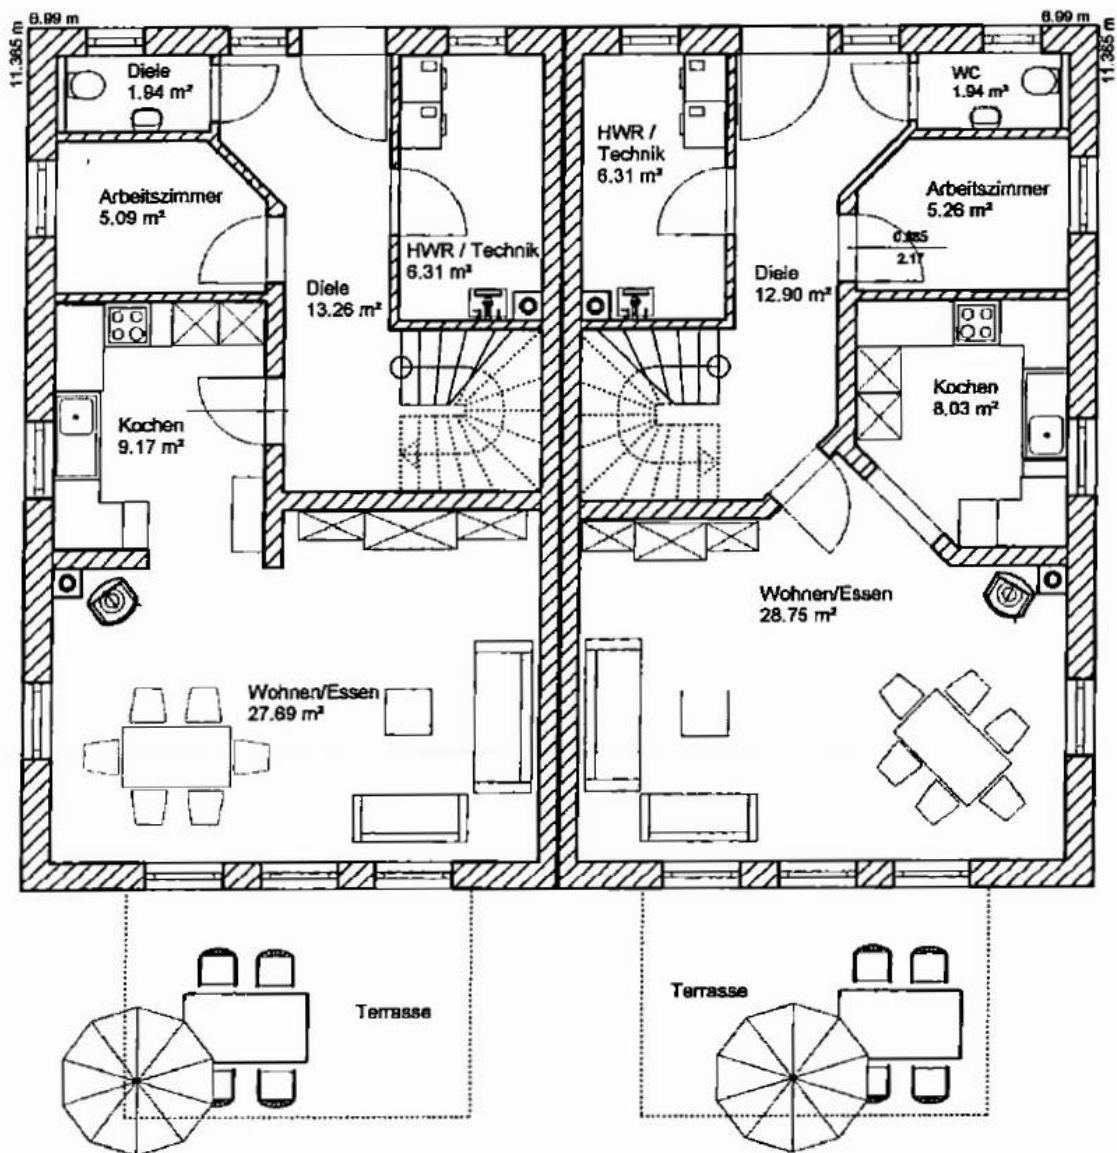 6.99 m
6.99 m
11.365 m
11.365 m
Diele
1.94 m²
WC
1.94 m²
HWR /
Technik
6.31 m²
Arbeitszimmer
5.09 m²
Arbeitszimmer
5.26 m²
0.885
2.17
HWR / Technik
6.31 m²
Diele
13.26 m²
Diele
12.90 m²
Kochen
9.17 m²
Kochen
8.03 m²
Wohnen/Essen
28.75 m²
Wohnen/Essen
27.69 m²
Terrasse
Terrasse